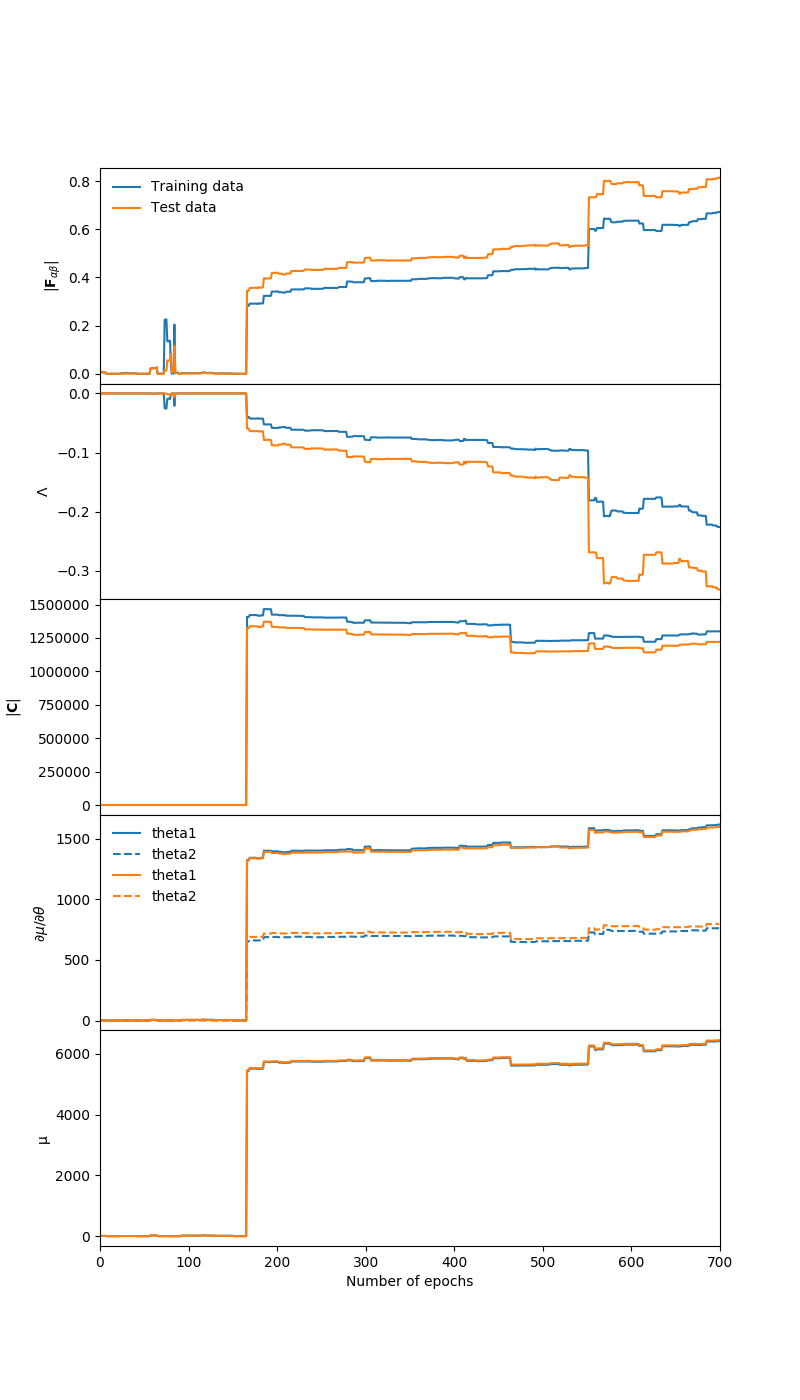 0.8
0.6
0.4
0.2
0.0
|F_αβ|
Training data
Test data
0.0
−0.1
−0.2
−0.3
Λ
1500000
1250000
1000000
750000
500000
250000
0
|C|
1500
1000
500
0
∂μ/∂θ
theta1
theta2
theta1
theta2
6000
4000
2000
0
μ
0 100 200 300 400 500 600 700
Number of epochs